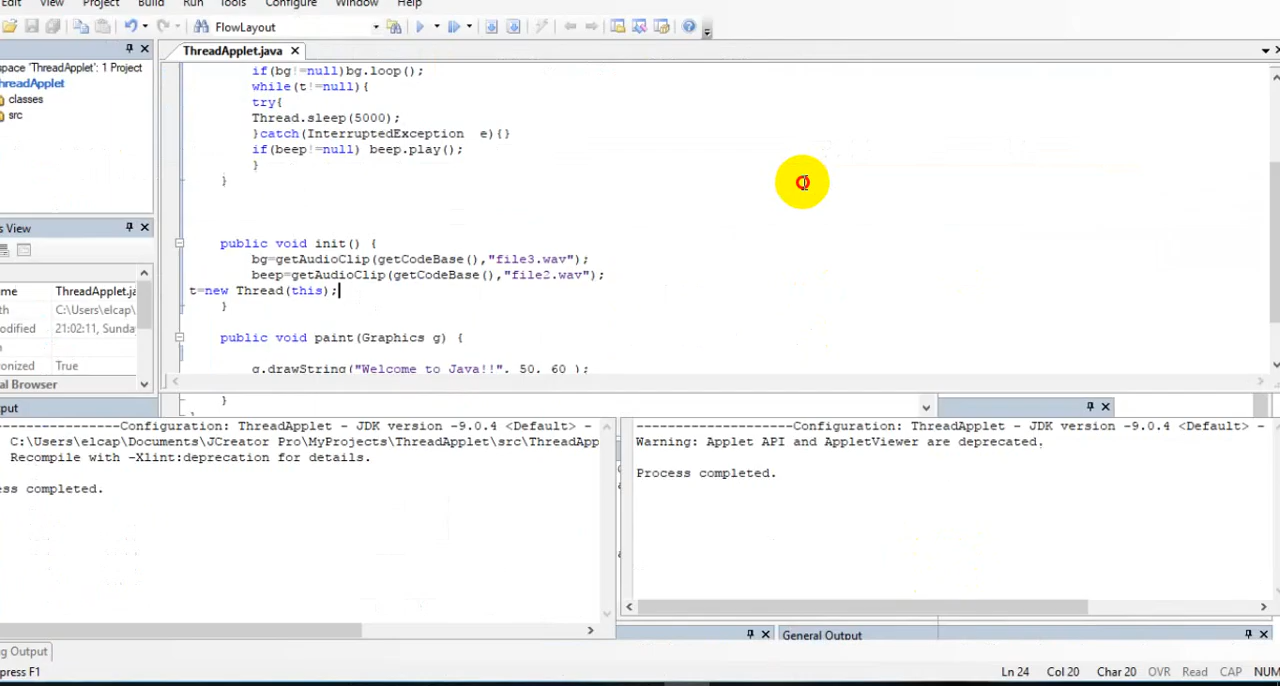 Edit View Project Build Run Tools Configure Window Help
FlowLayout
ThreadApplet.java
space 'ThreadApplet': 1 Project
ThreadApplet
classes
src
if(bg!=null)bg.loop();
while(t!=null){
try{
Thread.sleep(5000);
}catch(InterruptedException e){}
if(beep!=null) beep.play();
}
}
s View
public void init() {
bg=getAudioClip(getCodeBase(),"file3.wav");
beep=getAudioClip(getCodeBase(),"file2.wav");
t=new Thread(this);
}
public void paint(Graphics g) {
g.drawString("Welcome to Java!!", 50, 60 );
}
me ThreadApplet.ja
th C:\Users\elcap\
odified 21:02:11, Sunda
onized True
al Browser
put
--------------------Configuration: ThreadApplet - JDK version -9.0.4 <Default> -
C:\Users\elcap\Documents\JCreator Pro\MyProjects\ThreadApplet\src\ThreadApp
Recompile with -Xlint:deprecation for details.
ess completed.
--------------------Configuration: ThreadApplet - JDK version -9.0.4 <Default> -
Warning: Applet API and AppletViewer are deprecated.
Process completed.
General Output
g Output
press F1
Ln 24 Col 20 Char 20 OVR Read CAP NUM